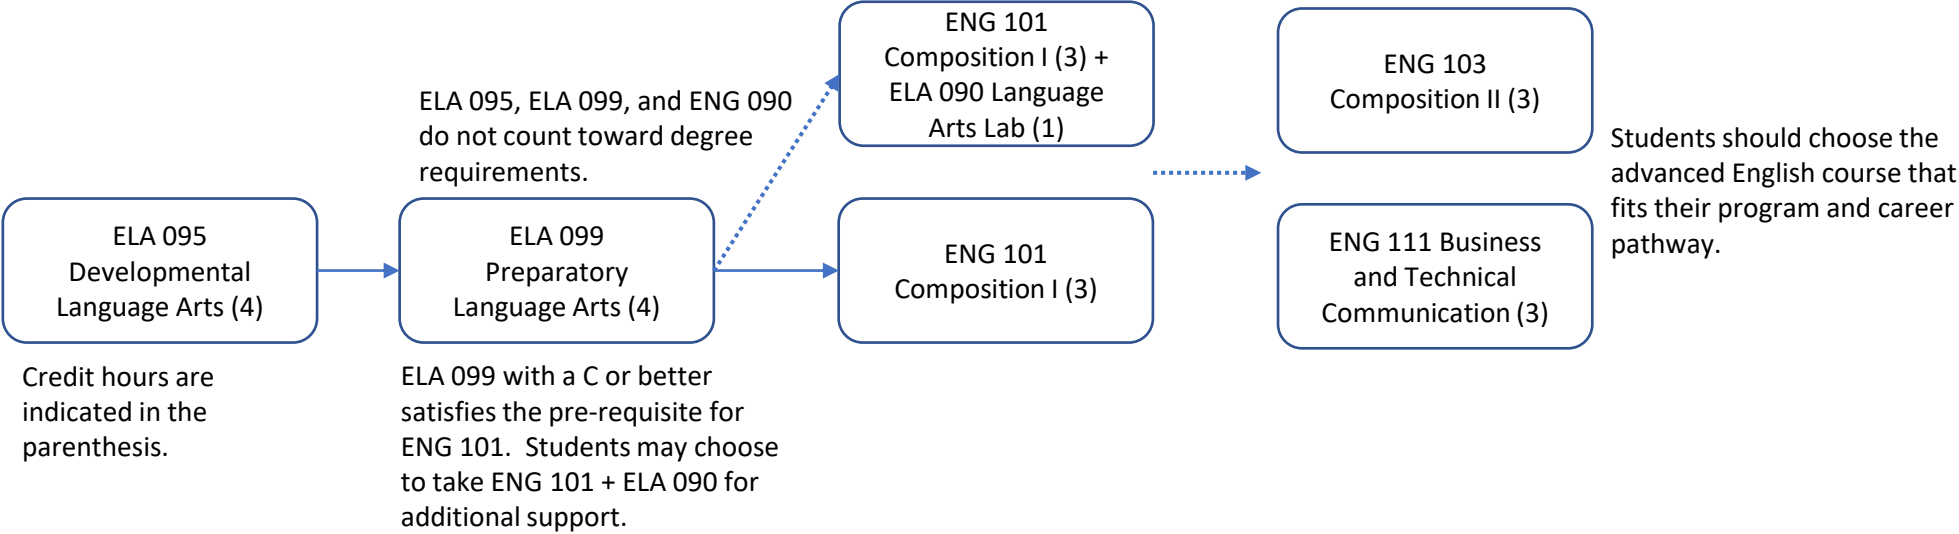 ELA 095
Developmental
Language Arts (4)
Credit hours are
indicated in the
parenthesis.
ELA 095, ELA 099, and ENG 090
do not count toward degree
requirements.
ELA 099
Preparatory
Language Arts (4)
ELA 099 with a C or better
satisfies the pre-requisite for
ENG 101.  Students may choose
to take ENG 101 + ELA 090 for
additional support.
ENG 101
Composition I (3) +
ELA 090 Language
Arts Lab (1)
ENG 101
Composition I (3)
ENG 103
Composition II (3)
ENG 111 Business
and Technical
Communication (3)
Students should choose the
advanced English course that
fits their program and career
pathway.